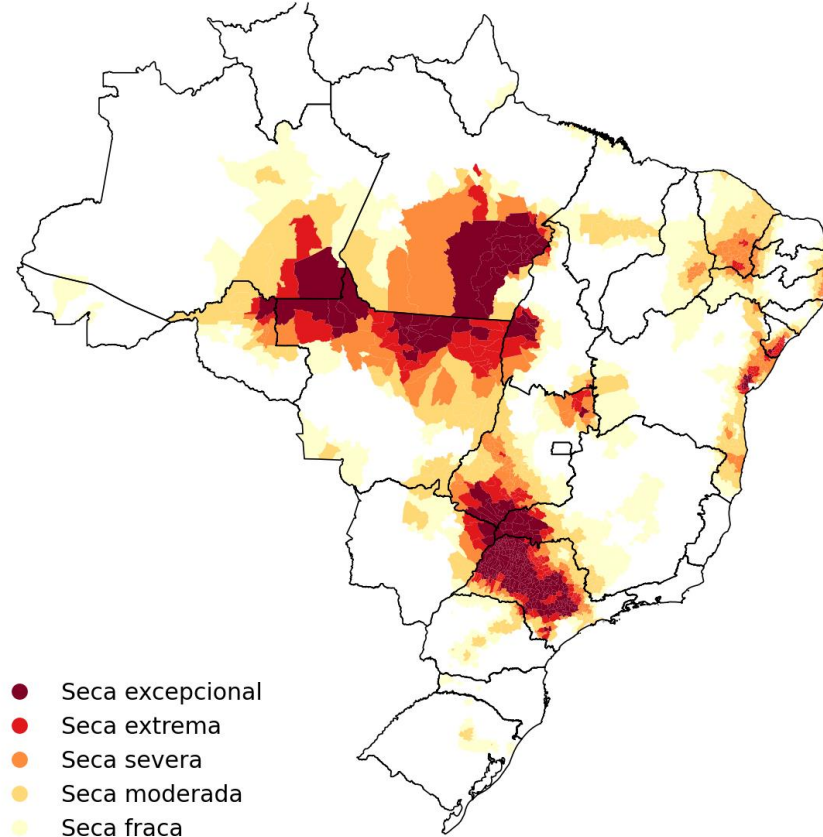 Seca excepcional
Seca extrema
Seca severa
Seca moderada
Seca fraca